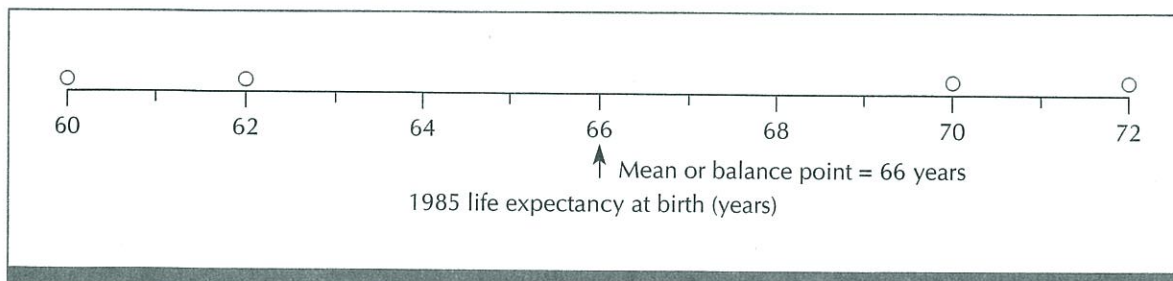 60 62 64 66 68 70 72
Mean or balance point = 66 years
1985 life expectancy at birth (years)